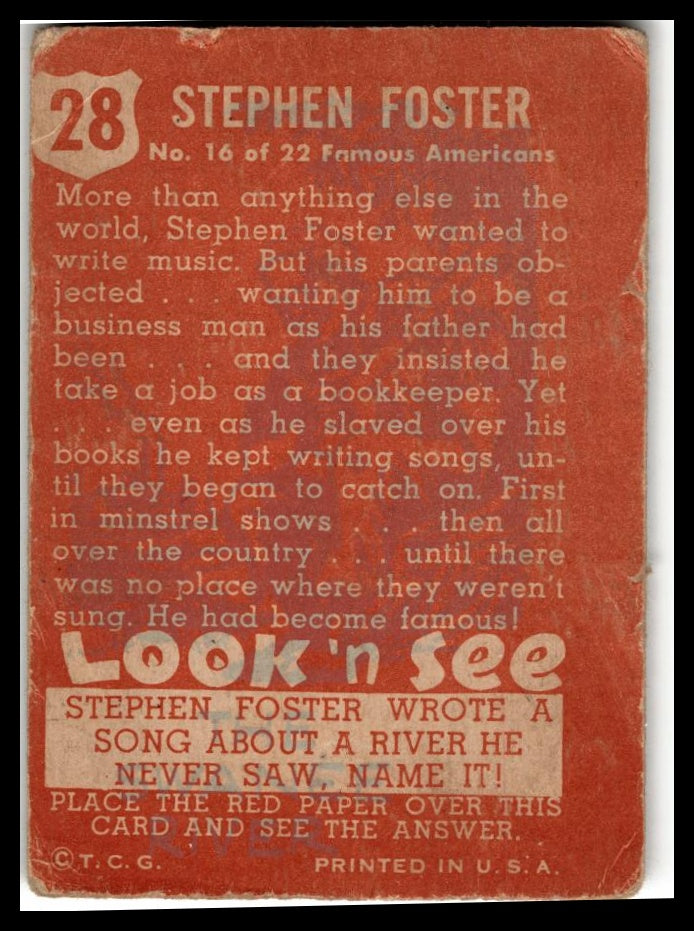 28
STEPHEN FOSTER
No. 16 of 22 Famous Americans
More than anything else in the
world, Stephen Foster wanted to
write music. But his parents ob-
jected . . . wanting him to be a
business man as his father had
been . . . and they insisted he
take a job as a bookkeeper. Yet
. . . even as he slaved over his
books he kept writing songs, un-
til they began to catch on. First
in minstrel shows . . . then all
over the country . . . until there
was no place where they weren't
sung. He had become famous!
LOOK 'n SEE
STEPHEN FOSTER WROTE A
SONG ABOUT A RIVER HE
NEVER SAW, NAME IT!
PLACE THE RED PAPER OVER THIS
CARD AND SEE THE ANSWER.
THE
SWANEE
RIVER
© T. C. G.
PRINTED IN U. S. A.